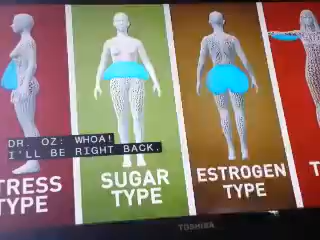 DR. OZ: WHOA!
I'LL BE RIGHT BACK.
TRESS
TYPE
SUGAR
TYPE
ESTROGEN
TYPE
T
TOSHIBA